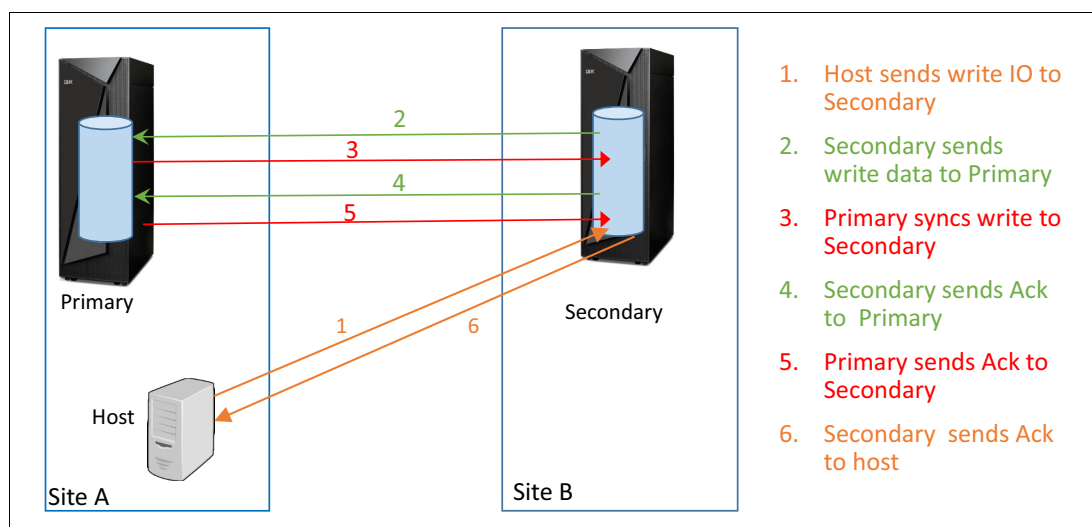 IBM
IBM
2
3
4
5
1
6
Primary
Secondary
Host
Site A
Site B
1. Host sends write IO to
Secondary
2. Secondary sends
write data to Primary
3. Primary syncs write to
Secondary
4. Secondary sends Ack
to Primary
5. Primary sends Ack to
Secondary
6. Secondary sends Ack
to host